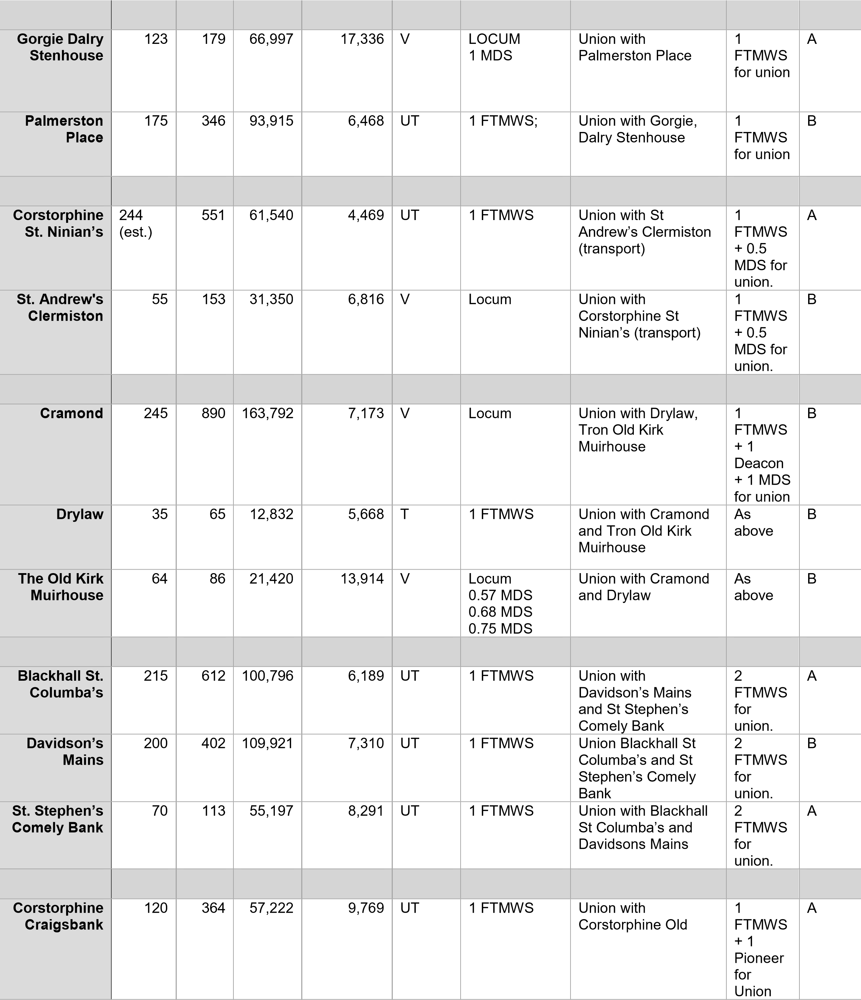 Gorgie Dalry Stenhouse 123 179 66,997 17,336 V LOCUM 1 MDS Union with Palmerston Place 1 FTMWS for union A
Palmerston Place 175 346 93,915 6,468 UT 1 FTMWS; Union with Gorgie, Dalry Stenhouse 1 FTMWS for union B
Corstorphine St. Ninian’s 244 (est.) 551 61,540 4,469 UT 1 FTMWS Union with St Andrew’s Clermiston (transport) 1 FTMWS + 0.5 MDS for union. A
St. Andrew's Clermiston 55 153 31,350 6,816 V Locum Union with Corstorphine St Ninian’s (transport) 1 FTMWS + 0.5 MDS for union. B
Cramond 245 890 163,792 7,173 V Locum Union with Drylaw, Tron Old Kirk Muirhouse 1 FTMWS + 1 Deacon + 1 MDS for union B
Drylaw 35 65 12,832 5,668 T 1 FTMWS Union with Cramond and Tron Old Kirk Muirhouse As above B
The Old Kirk Muirhouse 64 86 21,420 13,914 V Locum 0.57 MDS 0.68 MDS 0.75 MDS Union with Cramond and Drylaw As above B
Blackhall St. Columba’s 215 612 100,796 6,189 UT 1 FTMWS Union with Davidson’s Mains and St Stephen’s Comely Bank 2 FTMWS for union. A
Davidson’s Mains 200 402 109,921 7,310 UT 1 FTMWS Union Blackhall St Columba’s and St Stephen’s Comely Bank 2 FTMWS for union. B
St. Stephen’s Comely Bank 70 113 55,197 8,291 UT 1 FTMWS Union with Blackhall St Columba’s and Davidsons Mains 2 FTMWS for union. A
Corstorphine Craigsbank 120 364 57,222 9,769 UT 1 FTMWS Union with Corstorphine Old 1 FTMWS + 1 Pioneer for Union A